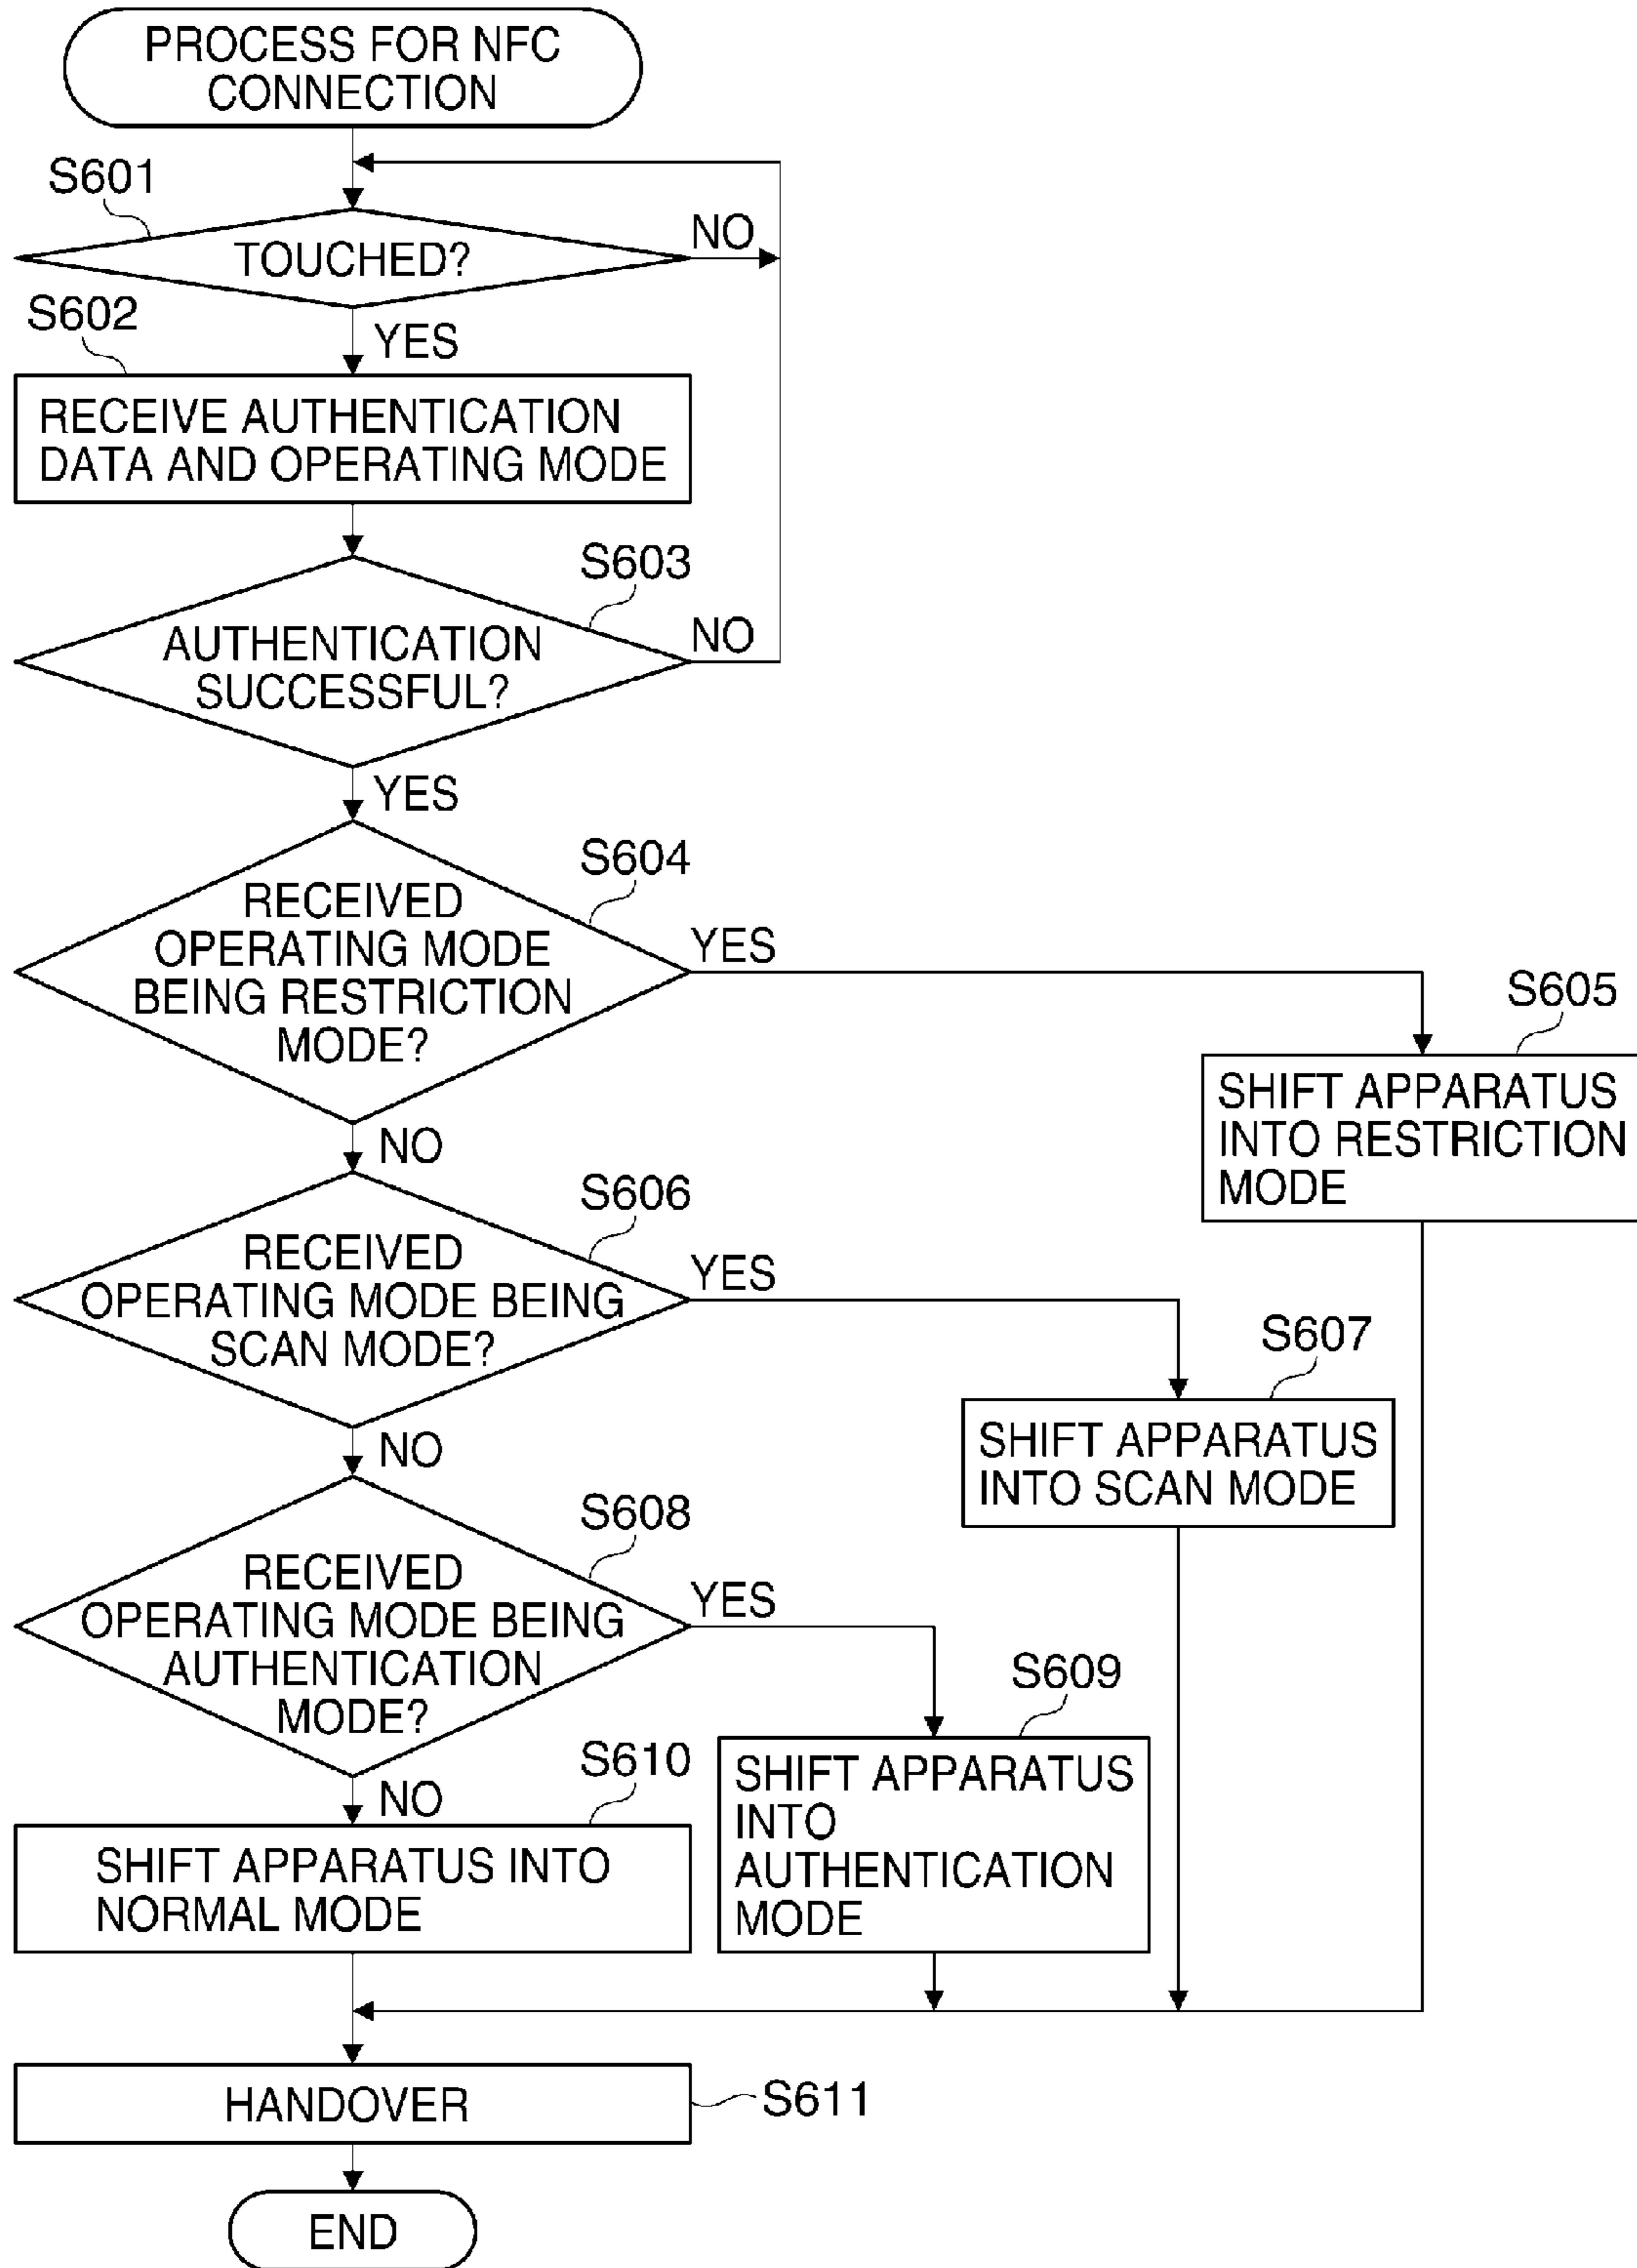 PROCESS FOR NFC
CONNECTION
S601
TOUCHED?
NO
S602
YES
RECEIVE AUTHENTICATION
DATA AND OPERATING MODE
S603
AUTHENTICATION
SUCCESSFUL?
NO
YES
S604
RECEIVED
OPERATING MODE
BEING RESTRICTION
MODE?
YES
S605
SHIFT APPARATUS
INTO RESTRICTION
MODE
NO
S606
RECEIVED
OPERATING MODE BEING
SCAN MODE?
YES
S607
SHIFT APPARATUS
INTO SCAN MODE
NO
S608
RECEIVED
OPERATING MODE BEING
AUTHENTICATION
MODE?
YES
S609
SHIFT APPARATUS
INTO
AUTHENTICATION
MODE
NO
S610
SHIFT APPARATUS INTO
NORMAL MODE
HANDOVER
S611
END